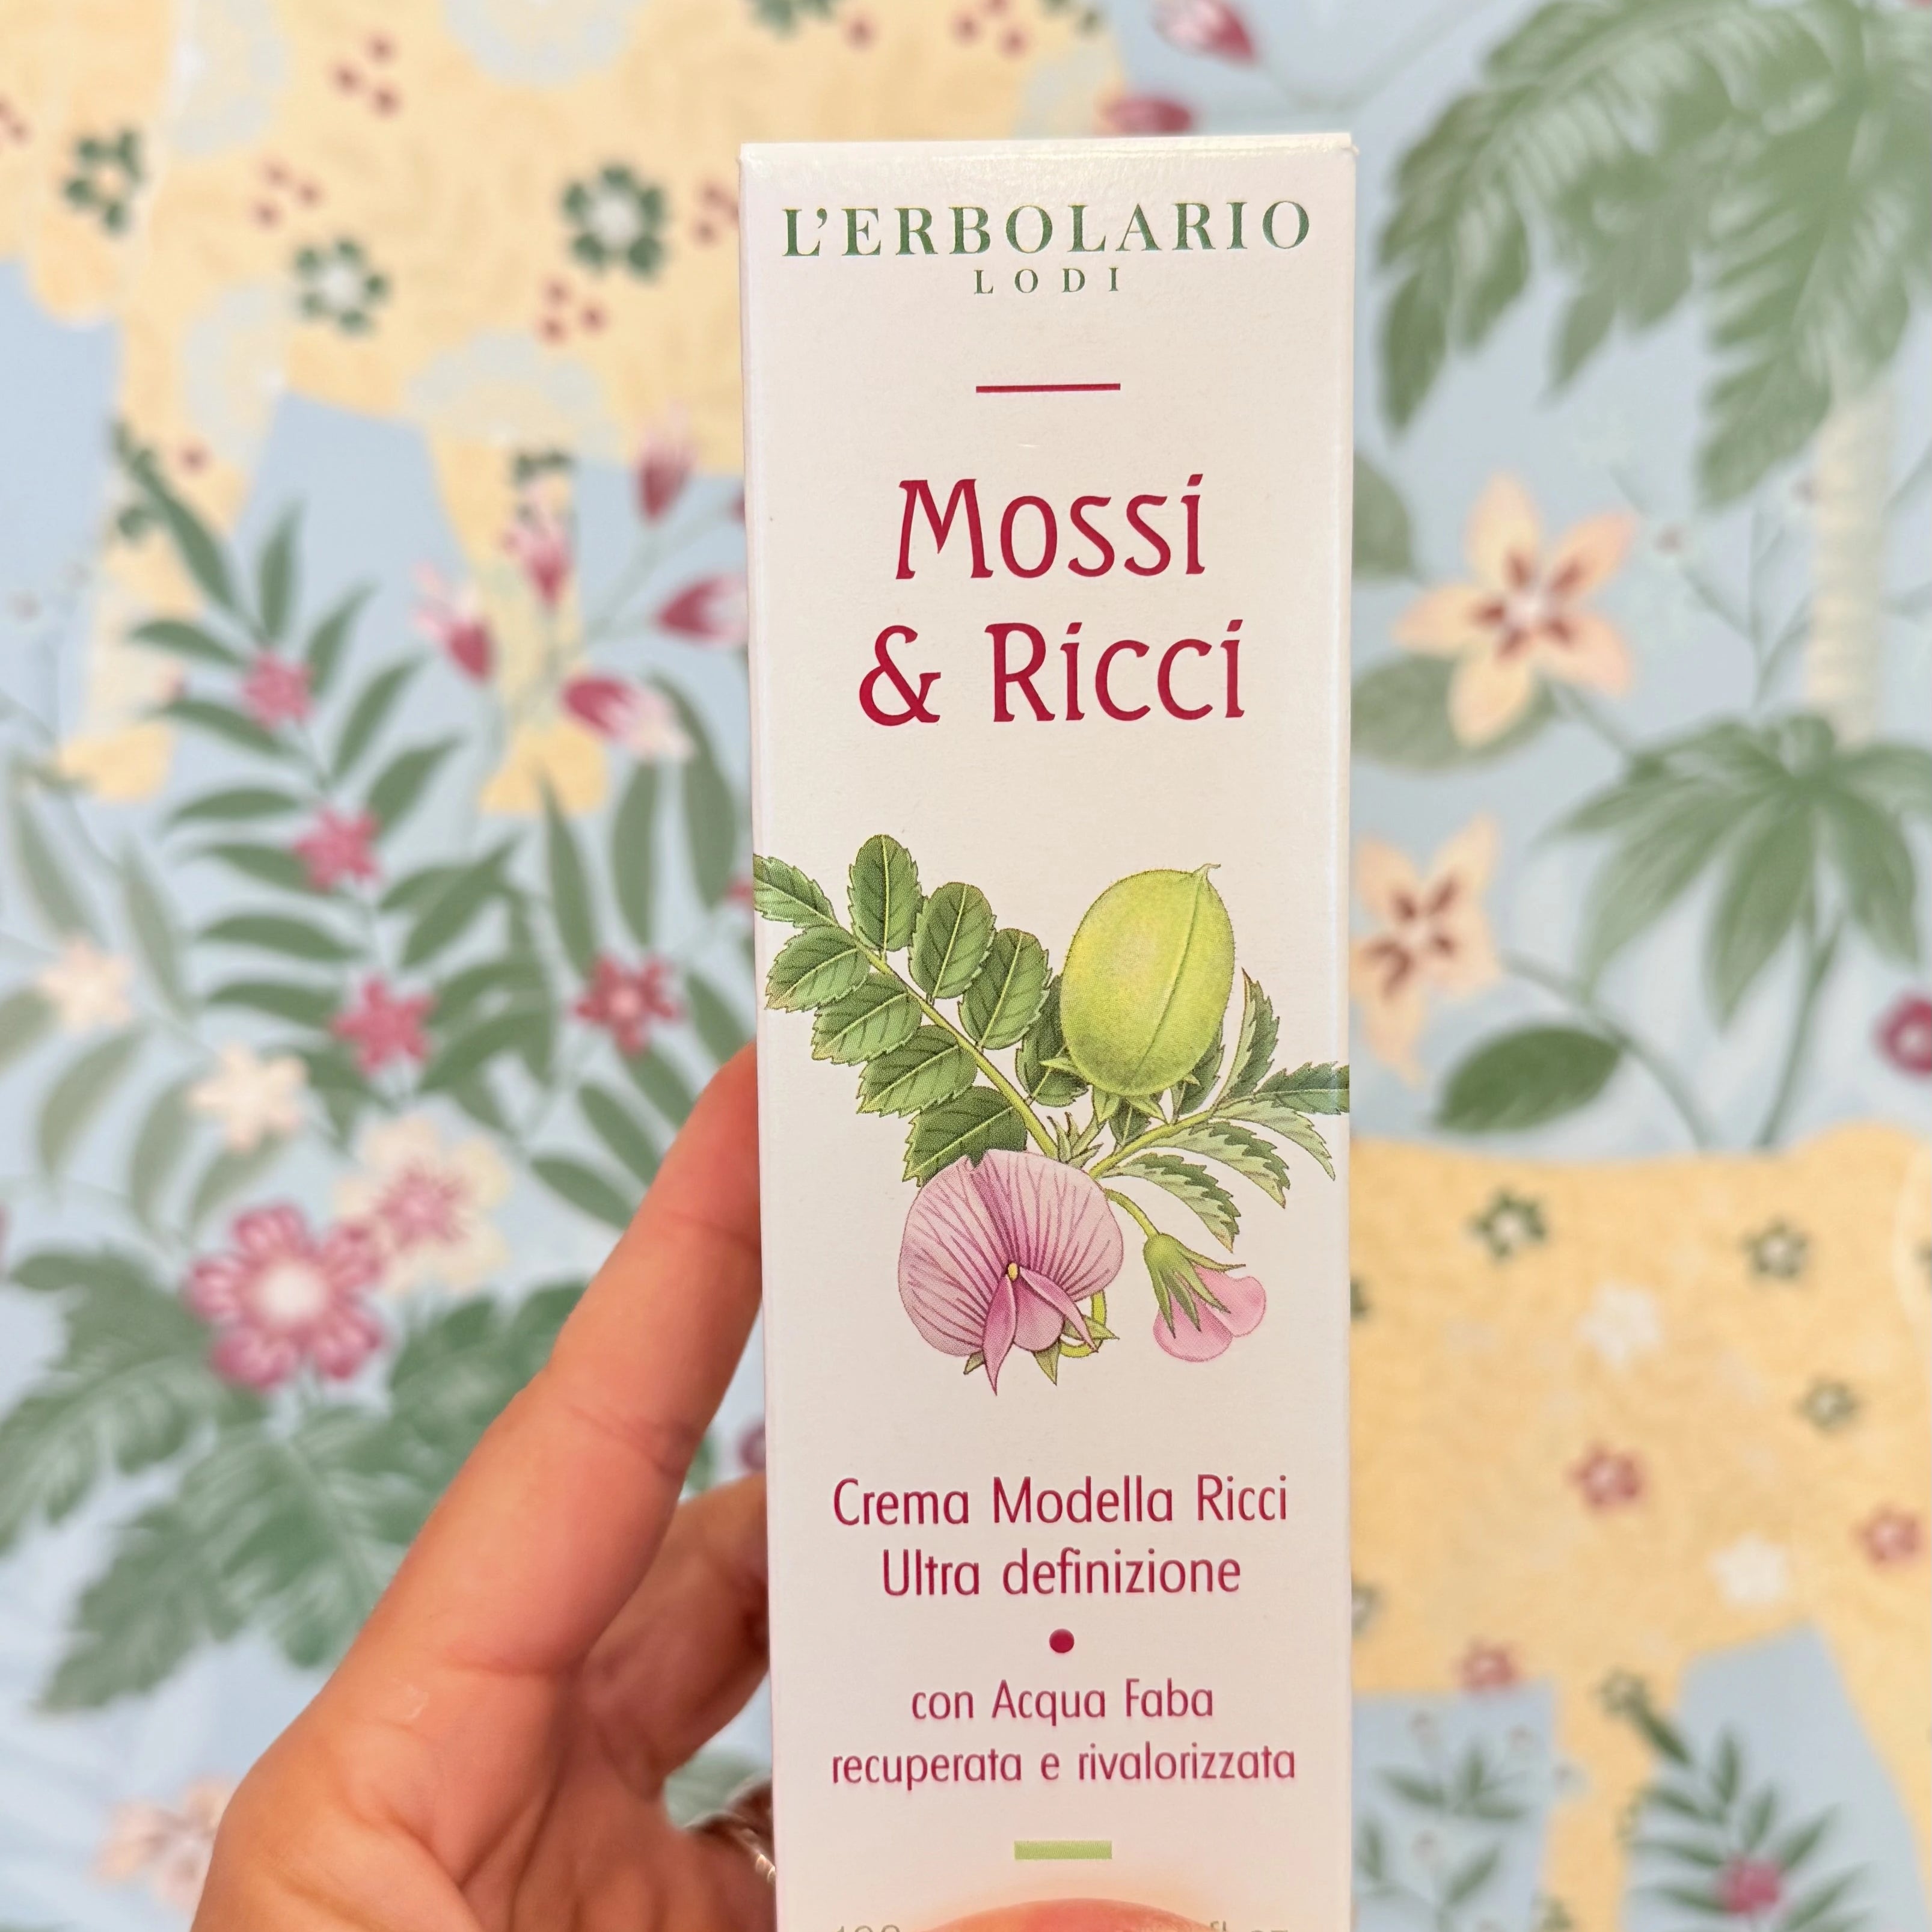 L'ERBOLARIO
LODI
Mossi
& Ricci
Crema Modella Ricci
Ultra definizione
con Acqua Faba
recuperata e rivalorizzata